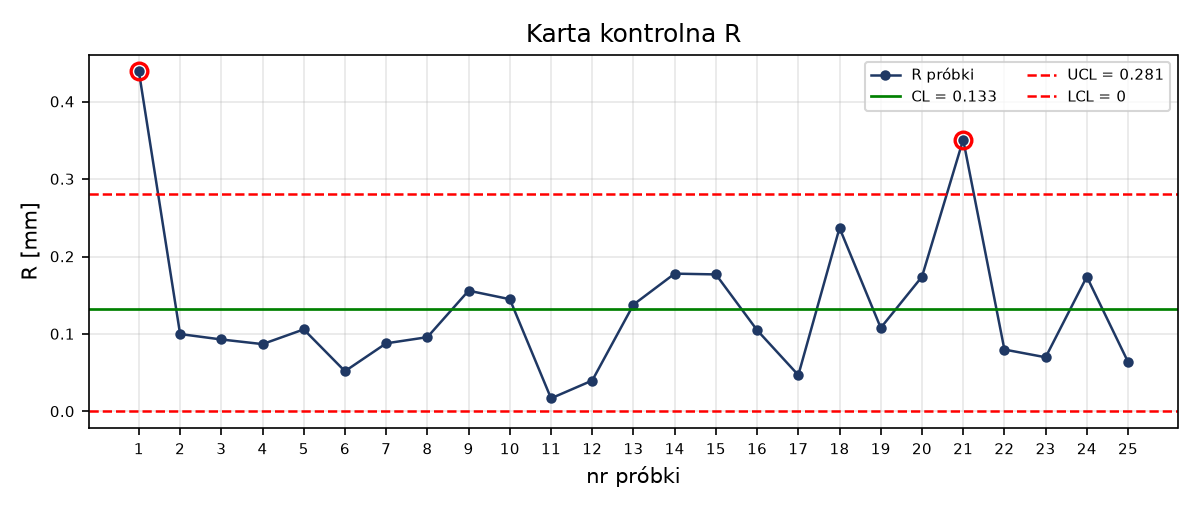 Karta kontrolna R
R próbki
CL = 0.133
UCL = 0.281
LCL = 0
R [mm]
0.4
0.3
0.2
0.1
0.0
1 2 3 4 5 6 7 8 9 10 11 12 13 14 15 16 17 18 19 20 21 22 23 24 25
nr próbki